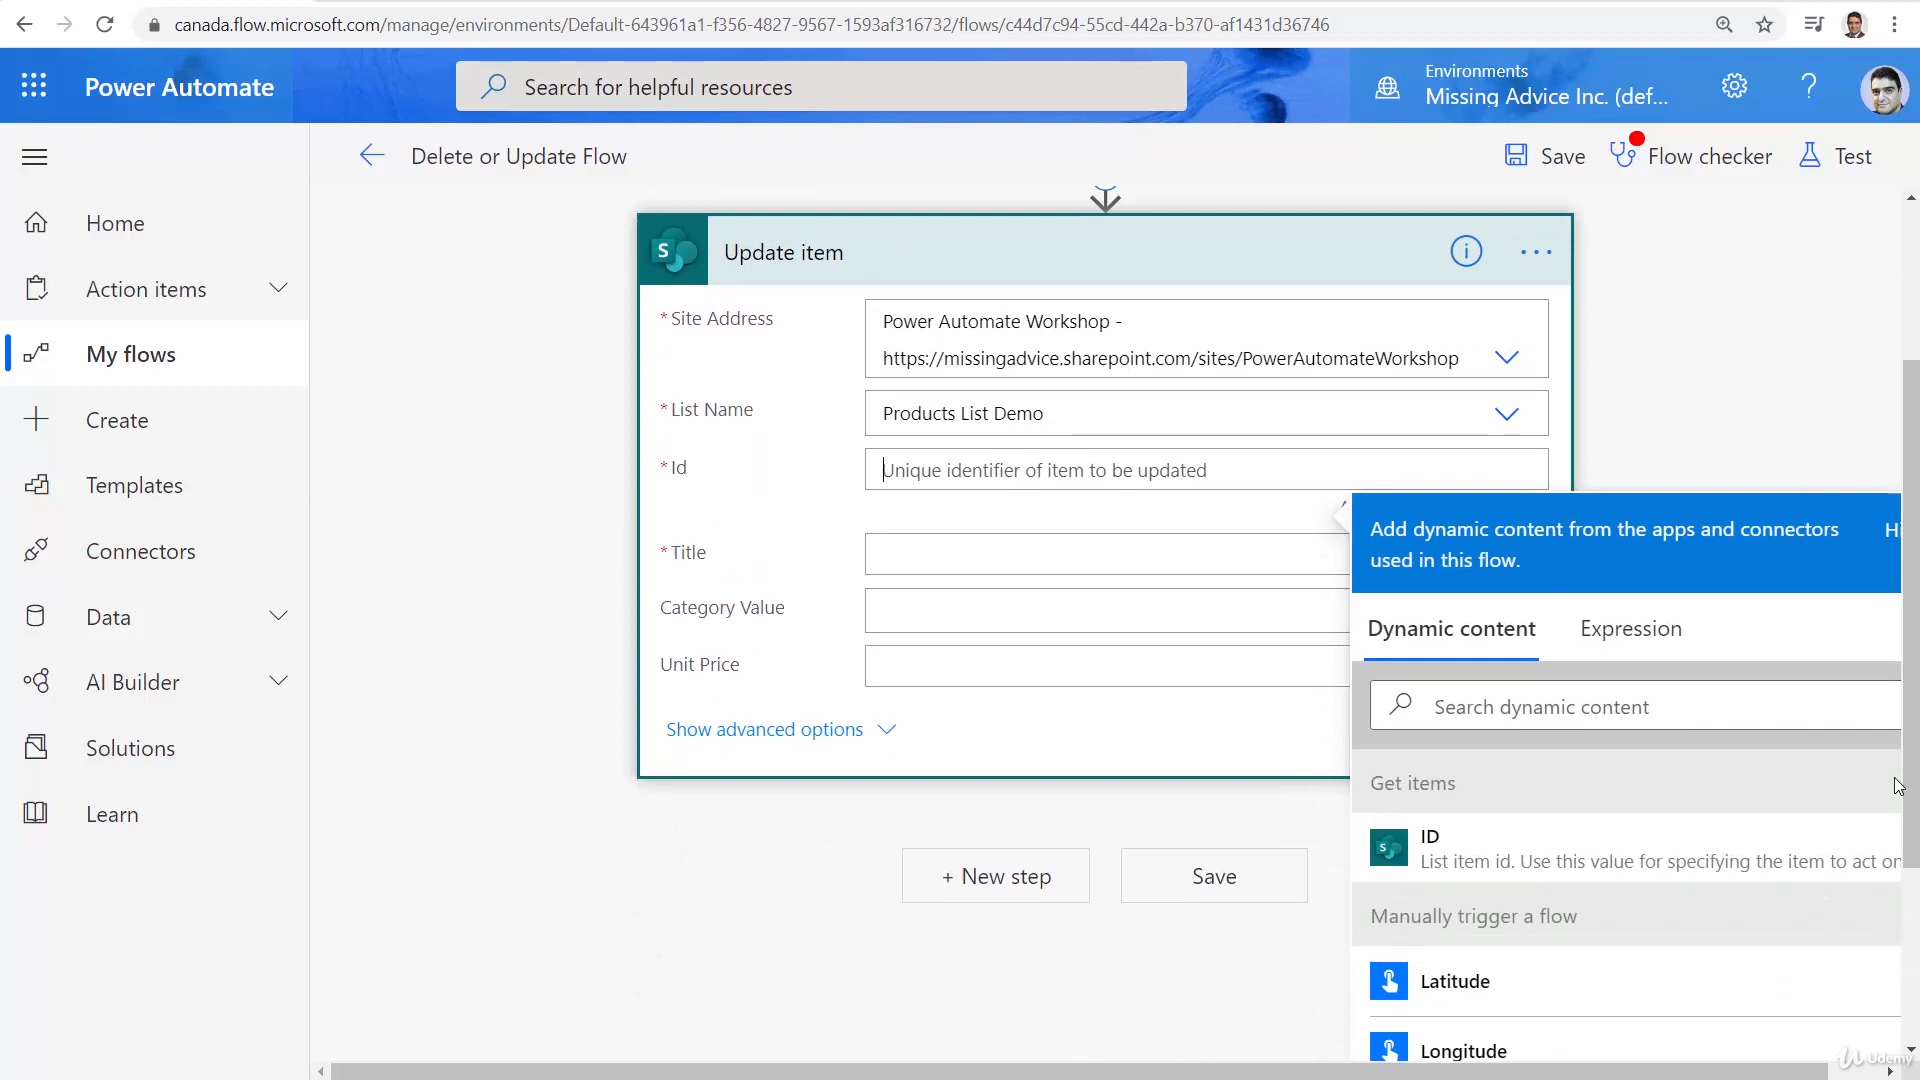 canada.flow.microsoft.com/manage/environments/Default-643961a1-f356-4827-9567-1593af316732/flows/c44d7c94-55cd-442a-b370-af1431d36746
Power Automate
Search for helpful resources
Environments
Missing Advice Inc. (def...
Delete or Update Flow
Save
Flow checker
Test
Home
Action items
My flows
Create
Templates
Connectors
Data
AI Builder
Solutions
Learn
S
Update item
* Site Address
Power Automate Workshop -
https://missingadvice.sharepoint.com/sites/PowerAutomateWorkshop
* List Name
Products List Demo
* Id
Unique identifier of item to be updated
* Title
Category Value
Unit Price
Show advanced options
+ New step
Save
Add dynamic content from the apps and connectors
used in this flow.
Hi
Dynamic content
Expression
Search dynamic content
Get items
S
ID
List item id. Use this value for specifying the item to act on
Manually trigger a flow
Latitude
Longitude
Udemy